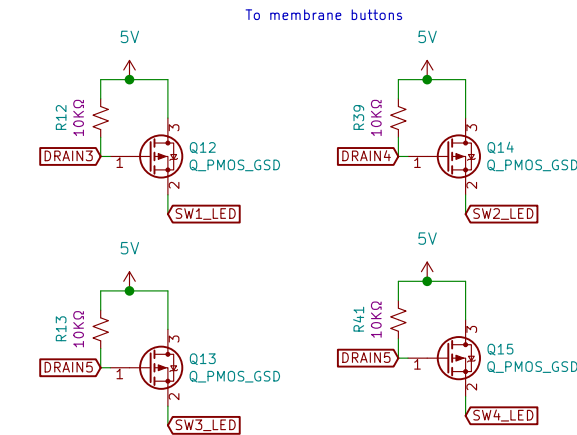 To membrane buttons
5V
R12
10KΩ
DRAIN3
1
3
2
Q12
Q_PMOS_GSD
SW1_LED
5V
R39
10KΩ
DRAIN4
1
3
2
Q14
Q_PMOS_GSD
SW2_LED
5V
R13
10KΩ
DRAIN5
1
3
2
Q13
Q_PMOS_GSD
SW3_LED
5V
R41
10KΩ
DRAIN5
1
3
2
Q15
Q_PMOS_GSD
SW4_LED